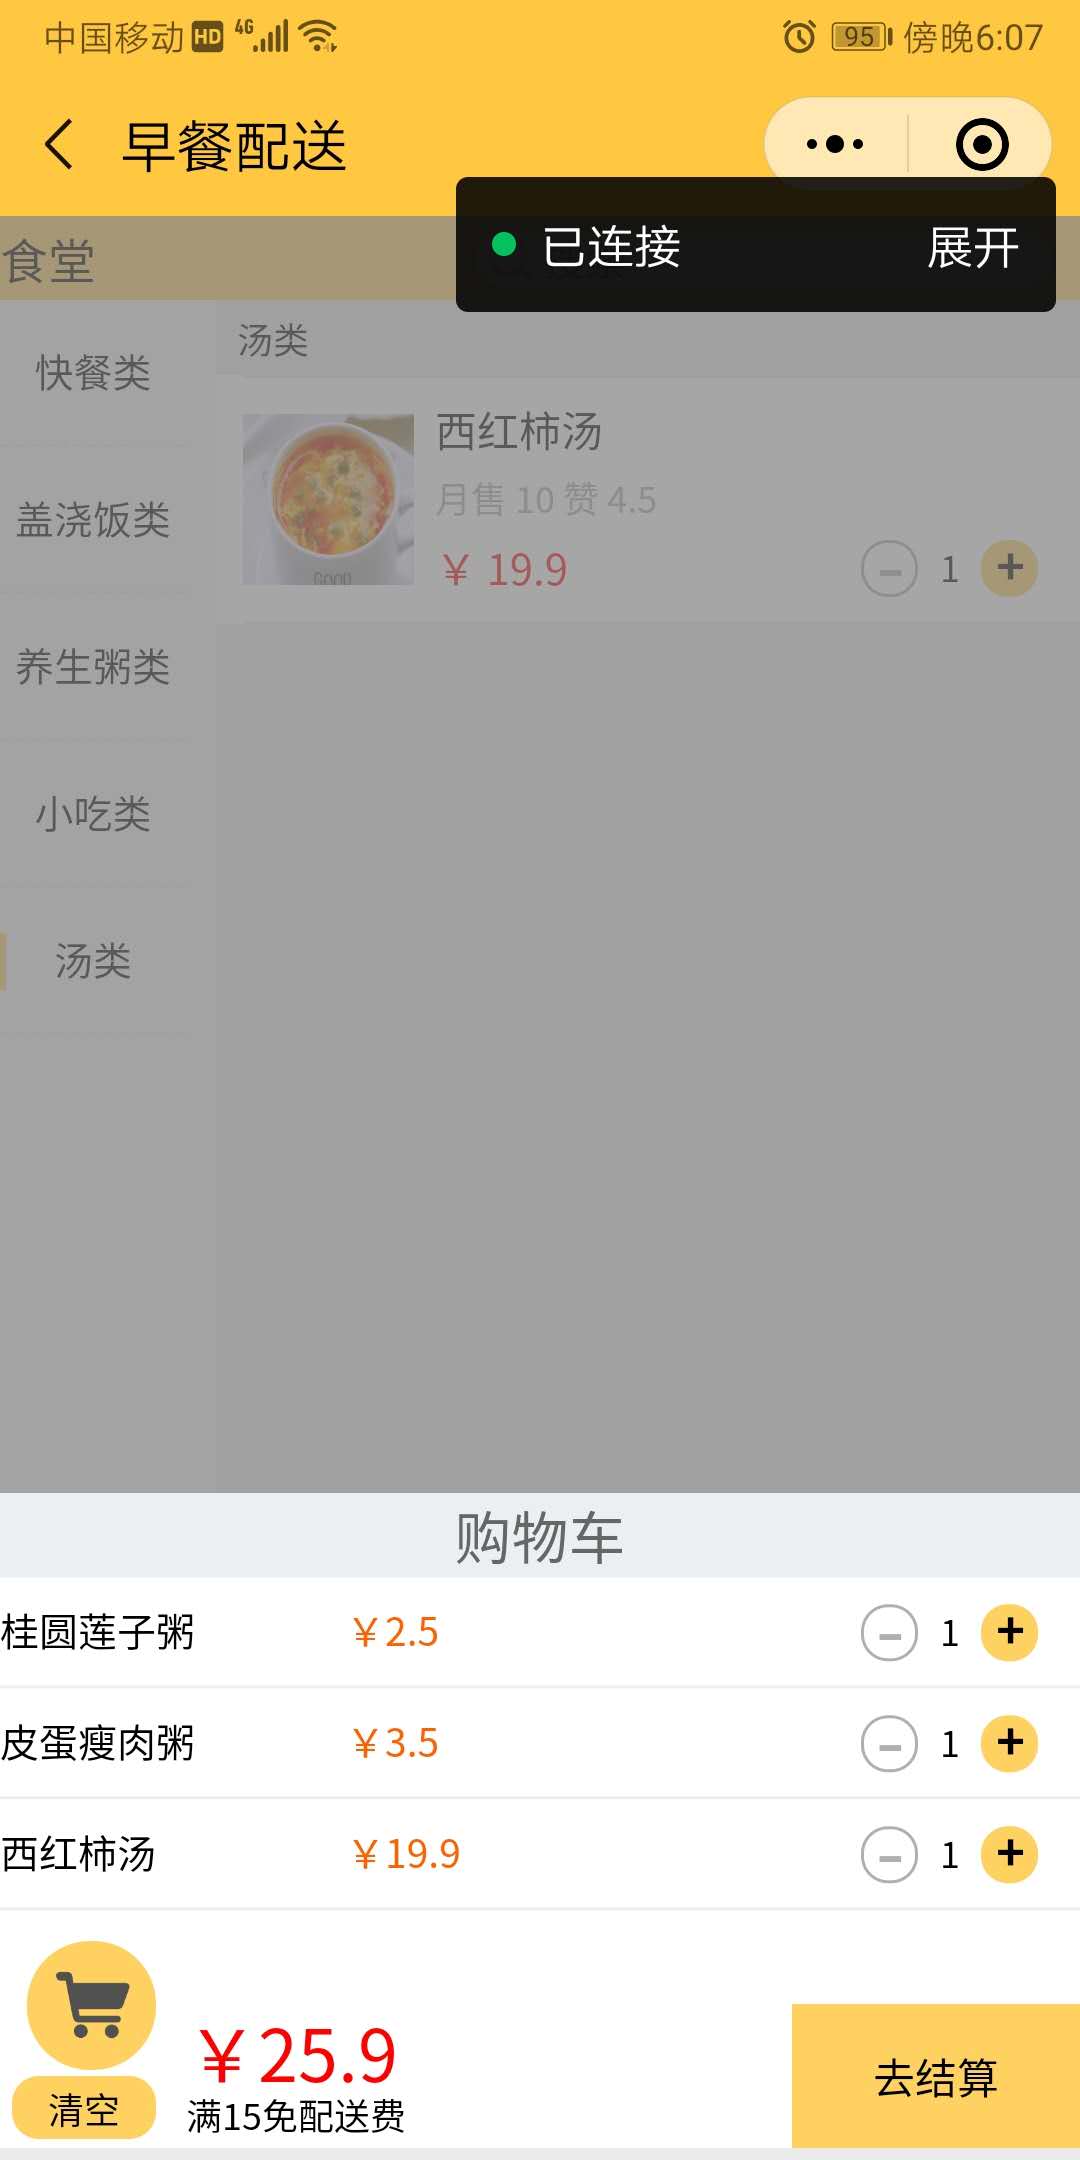 中国移动 HD 4G 95 傍晚6:07
早餐配送
已连接 展开
食堂
快餐类
盖浇饭类
养生粥类
小吃类
汤类
汤类
西红柿汤
月售 10 赞 4.5
￥ 19.9 1
GOOD
购物车
桂圆莲子粥 ￥2.5 1
皮蛋瘦肉粥 ￥3.5 1
西红柿汤 ￥19.9 1
￥25.9
满15免配送费
清空
去结算